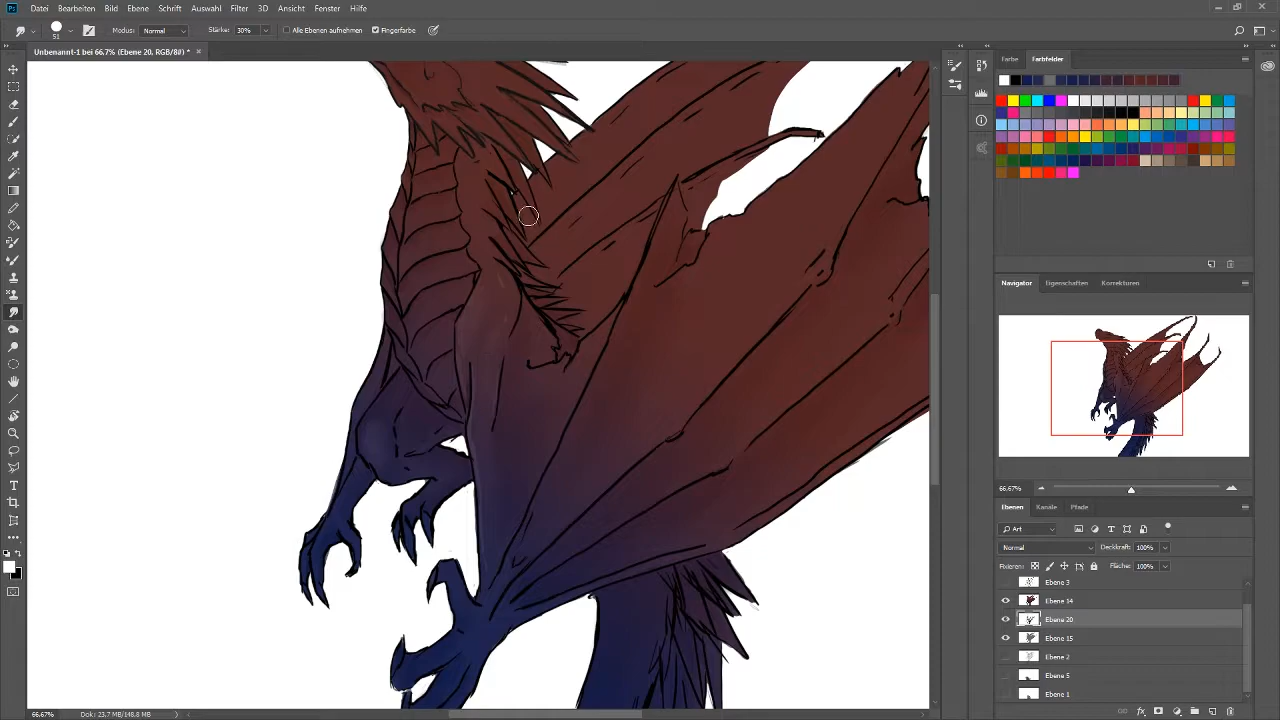 Ps Datei Bearbeiten Bild Ebene Schrift Auswahl Filter 3D Ansicht Fenster Hilfe
51 Modus: Normal Stärke: 30% Alle Ebenen aufnehmen Fingerfarbe
Unbenannt-1 bei 66.7% (Ebene 20, RGB/8#) * ×
Farbe Farbfelder
Navigator Eigenschaften Korrekturen
66.67%
Ebenen Kanäle Pfade
Art
Normal Deckkraft: 100%
Fixieren: Fläche: 100%
Ebene 3
Ebene 14
Ebene 20
Ebene 15
Ebene 2
Ebene 5
Ebene 1
66.67% Dok: 23.7 MB/148.8 MB